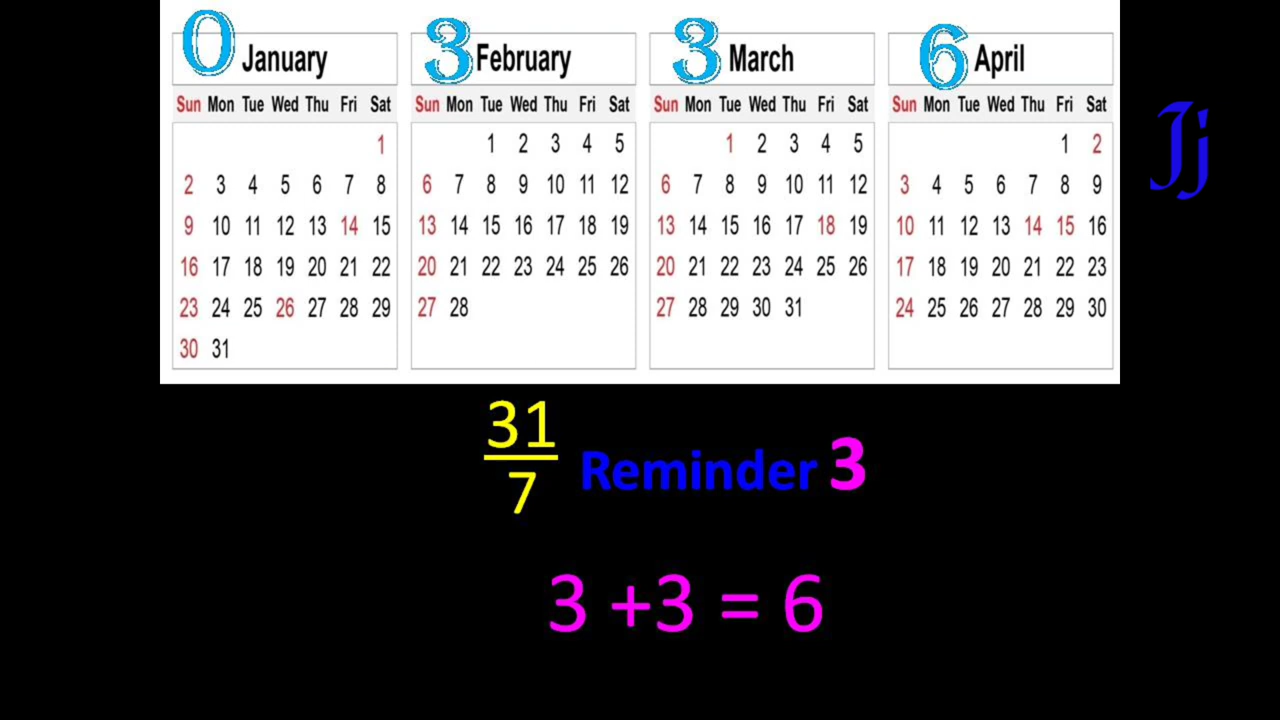 0 January 3 February 3 March 6 April
Jj
Sun Mon Tue Wed Thu Fri Sat Sun Mon Tue Wed Thu Fri Sat Sun Mon Tue Wed Thu Fri Sat Sun Mon Tue Wed Thu Fri Sat
1 1 2 3 4 5 1 2 3 4 5 1 2
2 3 4 5 6 7 8 6 7 8 9 10 11 12 6 7 8 9 10 11 12 3 4 5 6 7 8 9
9 10 11 12 13 14 15 13 14 15 16 17 18 19 13 14 15 16 17 18 19 10 11 12 13 14 15 16
16 17 18 19 20 21 22 20 21 22 23 24 25 26 20 21 22 23 24 25 26 17 18 19 20 21 22 23
23 24 25 26 27 28 29 27 28 27 28 29 30 31 24 25 26 27 28 29 30
30 31
31
7
Reminder 3
3 +3 = 6